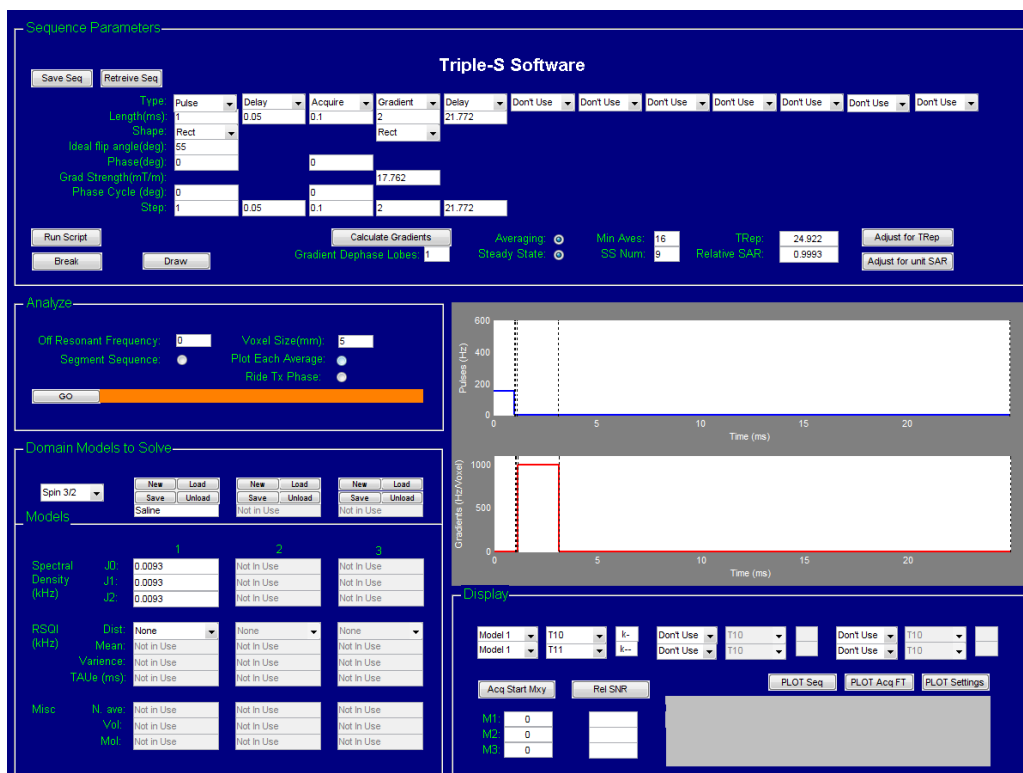 Sequence Parameters
Triple-S Software
Save Seq Retreive Seq
Type: Pulse Delay Acquire Gradient Delay Don't Use Don't Use Don't Use Don't Use Don't Use Don't Use Don't Use
Length(ms): 1 0.05 0.1 2 21.772
Shape: Rect Rect
Ideal flip angle(deg): 55
Phase(deg): 0 0
Grad Strength(mT/m): 17.762
Phase Cycle (deg): 0 0
Step: 1 0.05 0.1 2 21.772
Run Script Calculate Gradients Averaging: Min Aves: 16 TRep: 24.922 Adjust for TRep
Break Draw Gradient Dephase Lobes: 1 Steady State: SS Num: 9 Relative SAR: 0.9993 Adjust for unit SAR
Analyze
Off Resonant Frequency: 0 Voxel Size(mm): 5
Segment Sequence: Plot Each Average:
Ride Tx Phase:
GO
600
400
200
0
Pulses (Hz)
0 5 10 15 20
Time (ms)
1000
500
0
Gradients (Hz/Voxel)
0 5 10 15 20
Time (ms)
Domain Models to Solve
Spin 3/2
New Load New Load New Load
Save Unload Save Unload Save Unload
Saline Not in Use Not in Use
Models
1 2 3
Spectral J0: 0.0093 Not In Use Not In Use
Density J1: 0.0093 Not In Use Not In Use
(kHz) J2: 0.0093 Not In Use Not In Use
RSQI Dist: None None None
(kHz) Mean: Not in Use Not in Use Not in Use
Varience: Not in Use Not in Use Not in Use
TAUe (ms): Not in Use Not in Use Not in Use
Misc N. ave: Not in Use Not in Use Not in Use
Vol: Not in Use Not in Use Not in Use
Mol: Not in Use Not in Use Not in Use
Display
Model 1 T10 k- Don't Use T10 Don't Use T10
Model 1 T11 k-- Don't Use T10 Don't Use T10
Acq Start Mxy Rel SNR PLOT Seq PLOT Acq FT PLOT Settings
M1: 0
M2: 0
M3: 0